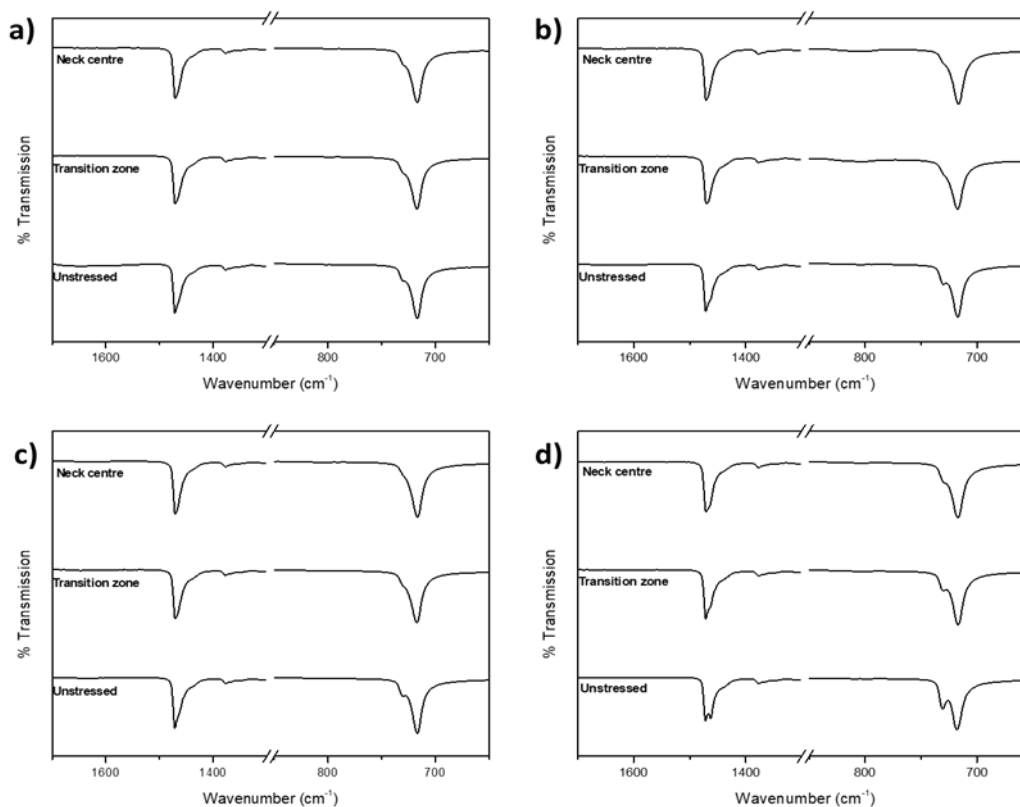 a)
Neck centre
Transition zone
Unstressed
% Transmission
1600
1400
800
700
Wavenumber (cm⁻¹)
b)
Neck centre
Transition zone
Unstressed
% Transmission
1600
1400
800
700
Wavenumber (cm⁻¹)
c)
Neck centre
Transition zone
Unstressed
% Transmission
1600
1400
800
700
Wavenumber (cm⁻¹)
d)
Neck centre
Transition zone
Unstressed
% Transmission
1600
1400
800
700
Wavenumber (cm⁻¹)